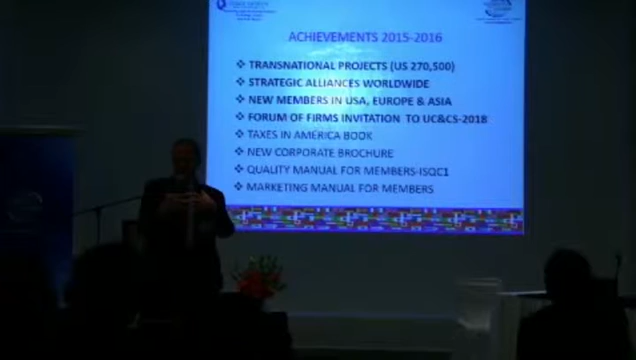 ACHIEVEMENTS 2015-2016
❖ TRANSNATIONAL PROJECTS (US 270,500)
❖ STRATEGIC ALLIANCES WORLDWIDE
❖ NEW MEMBERS IN USA, EUROPE & ASIA
❖ FORUM OF FIRMS INVITATION TO UC&CS-2018
❖ TAXES IN AMERICA BOOK
❖ NEW CORPORATE BROCHURE
❖ QUALITY MANUAL FOR MEMBERS-ISQC1
❖ MARKETING MANUAL FOR MEMBERS